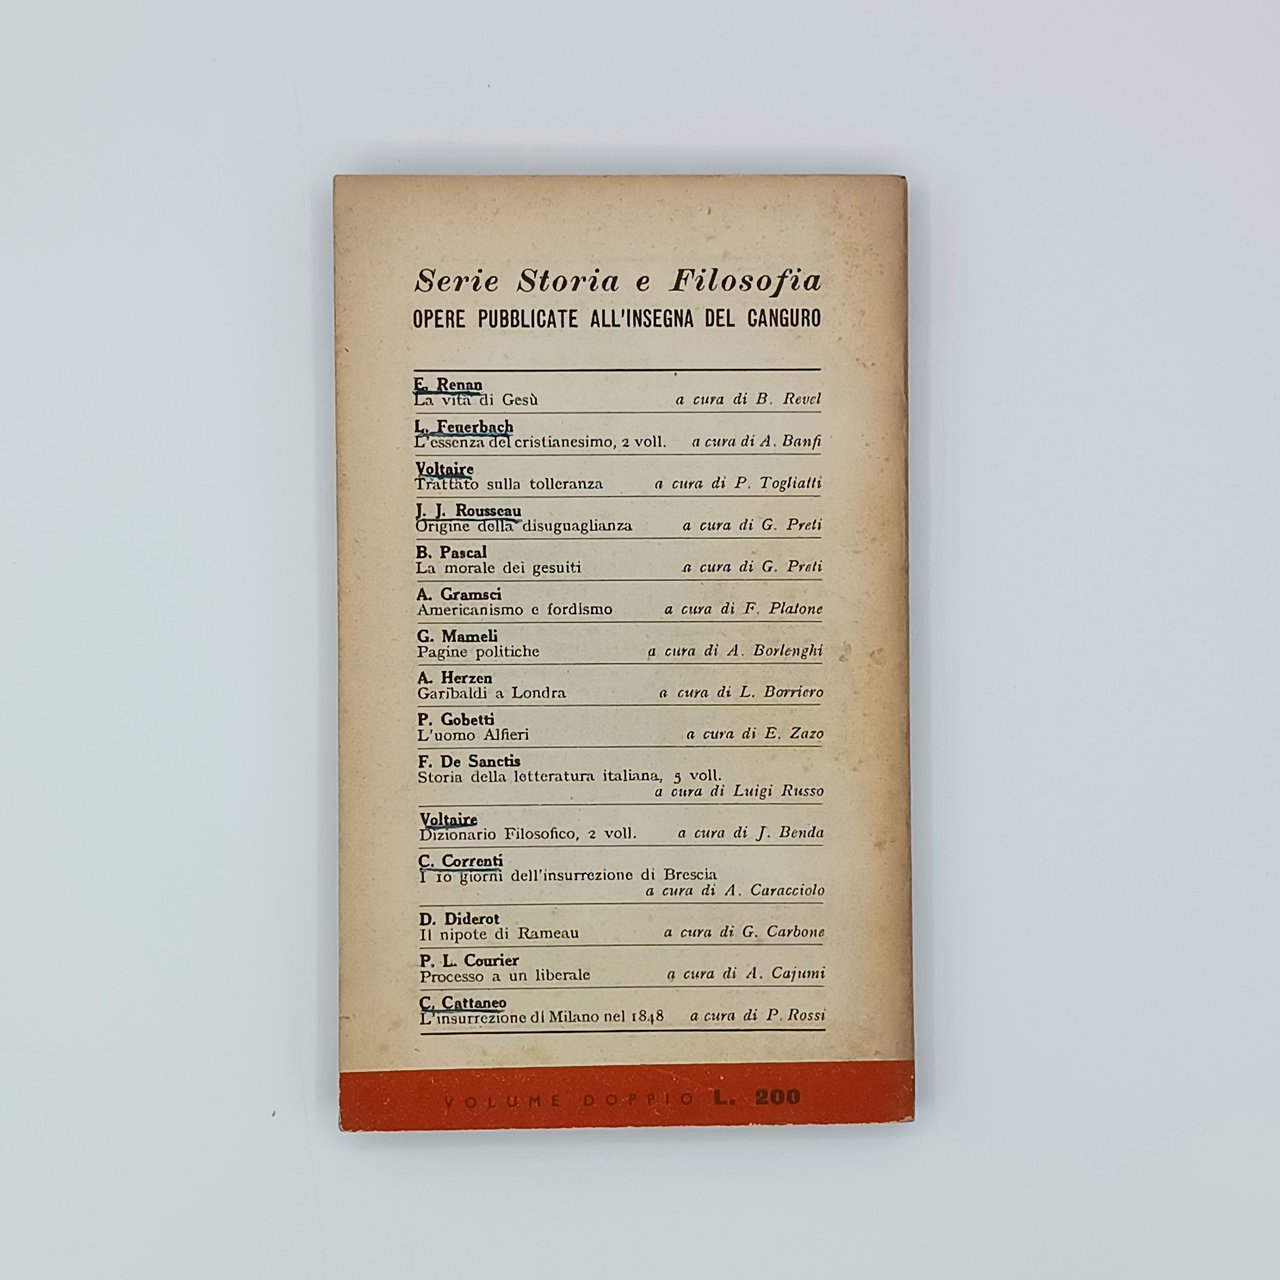 Serie Storia e Filosofia
OPERE PUBBLICATE ALL'INSEGNA DEL CANGURO
E. Renan
La vita di Gesù a cura di B. Revel
L. Feuerbach
L'essenza del cristianesimo, 2 voll. a cura di A. Banfi
Voltaire
Trattato sulla tolleranza a cura di P. Togliatti
J. J. Rousseau
Origine della disuguaglianza a cura di G. Preti
B. Pascal
La morale dei gesuiti a cura di G. Preti
A. Gramsci
Americanismo e fordismo a cura di F. Platone
G. Mameli
Pagine politiche a cura di A. Borlenghi
A. Herzen
Garibaldi a Londra a cura di L. Borriero
P. Gobetti
L'uomo Alfieri a cura di E. Zazo
F. De Sanctis
Storia della letteratura italiana, 5 voll.
a cura di Luigi Russo
Voltaire
Dizionario Filosofico, 2 voll. a cura di J. Benda
C. Correnti
I 10 giorni dell'insurrezione di Brescia
a cura di A. Caracciolo
D. Diderot
Il nipote di Rameau a cura di G. Carbone
P. L. Courier
Processo a un liberale a cura di A. Cajumi
C. Cattaneo
L'insurrezione di Milano nel 1848 a cura di P. Rossi
VOLUME DOPPIO L. 200